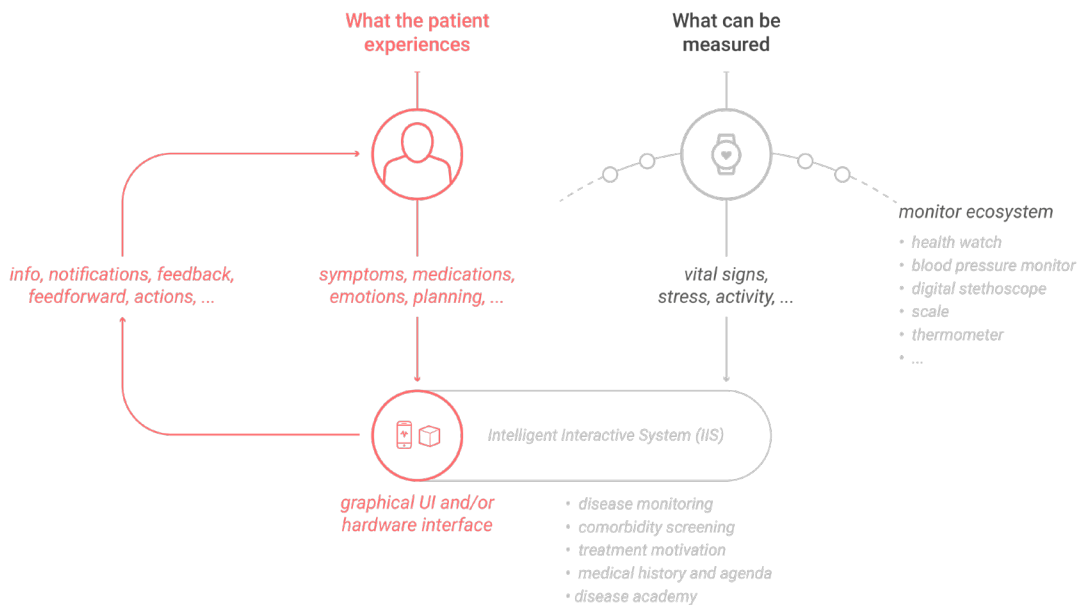 What the patient
experiences
What can be
measured
monitor ecosystem
• health watch
• blood pressure monitor
• digital stethoscope
• scale
• thermometer
• ...
info, notifications, feedback,
feedforward, actions, ...
symptoms, medications,
emotions, planning, ...
vital signs,
stress, activity, ...
Intelligent Interactive System (IIS)
graphical UI and/or
hardware interface
• disease monitoring
• comorbidity screening
• treatment motivation
• medical history and agenda
• disease academy